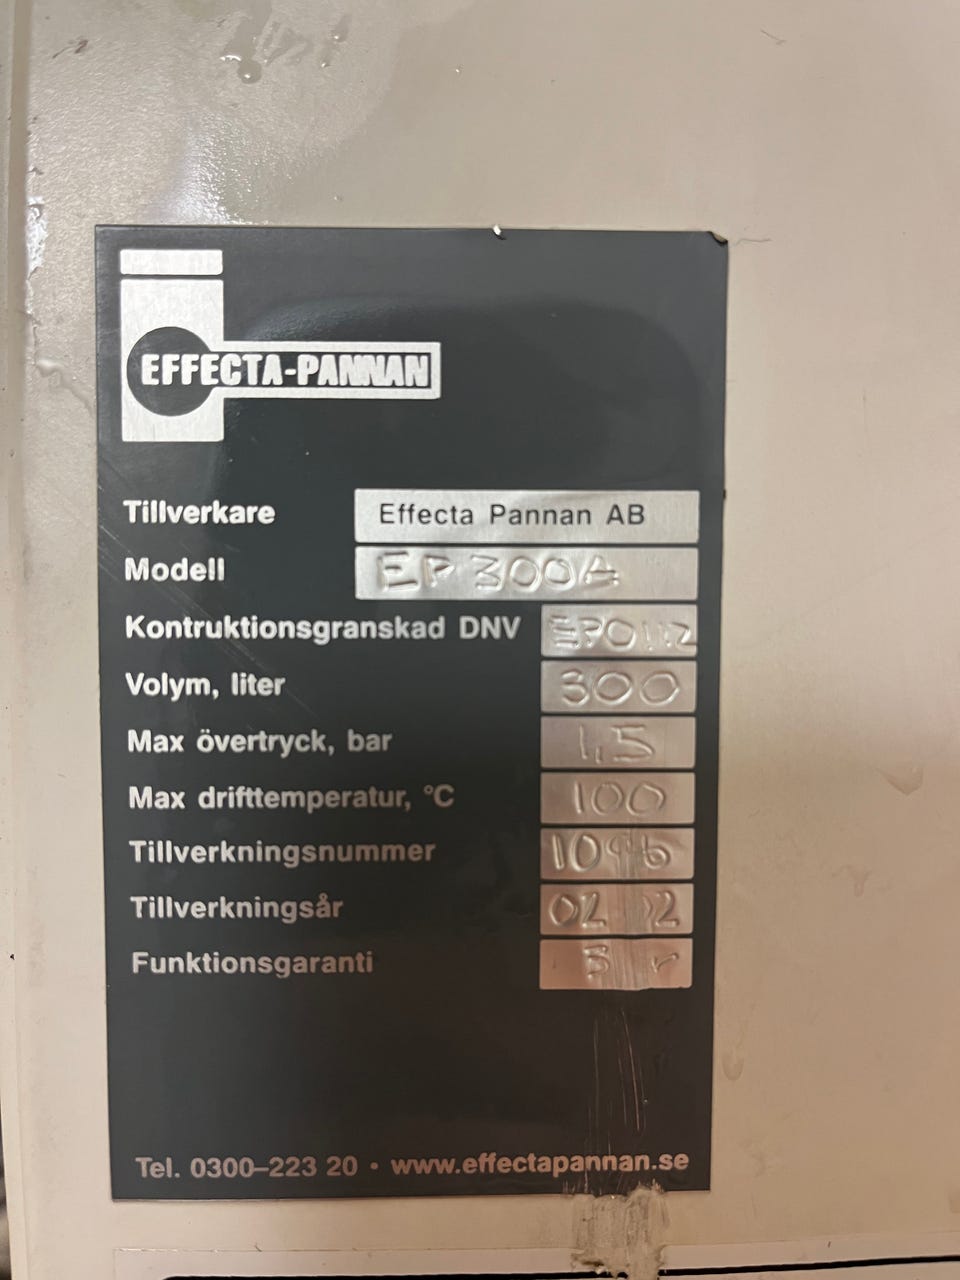 EFFECTA-PANNAN
Tillverkare Effecta Pannan AB
Modell EP 300A
Kontruktionsgranskad DNV
Volym, liter 300
Max övertryck, bar 1,5
Max drifttemperatur, °C 100
Tillverkningsnummer
Tillverkningsår
Funktionsgaranti
Tel. 0300–223 20 • www.effectapannan.se